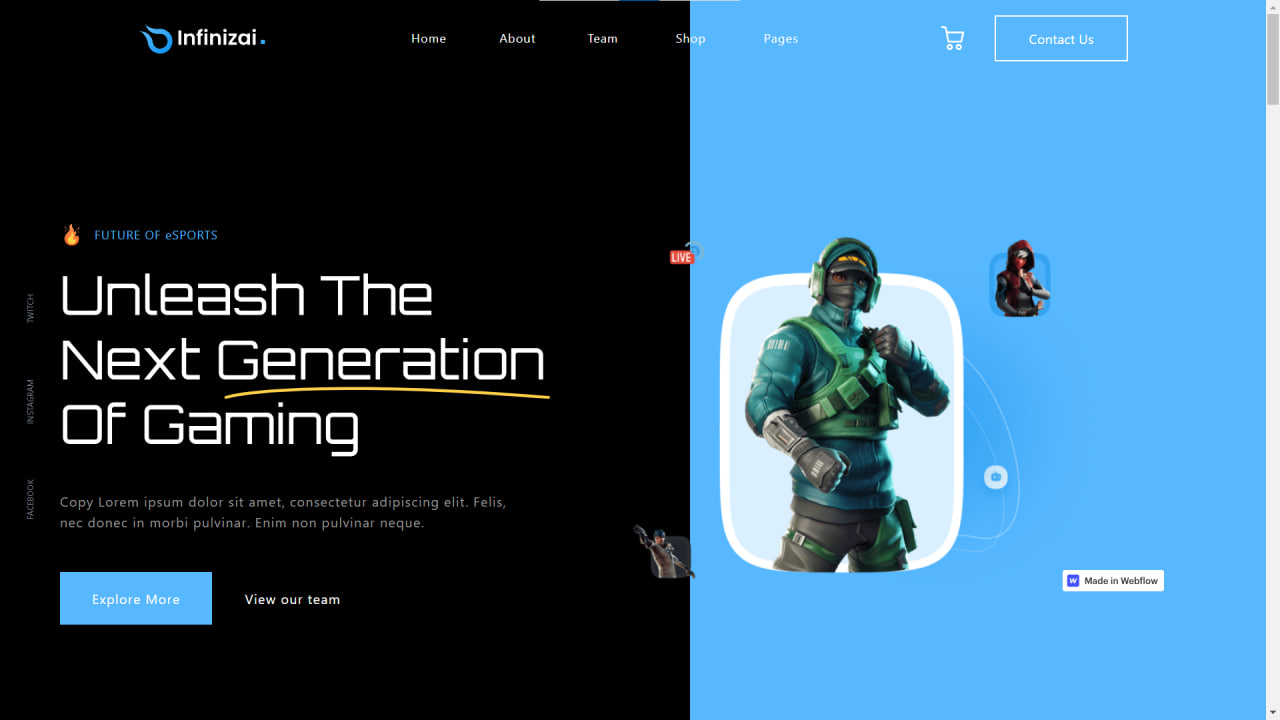 Infinizai
Home
About
Team
Shop
Pages
Contact Us
FUTURE OF eSPORTS
LIVE
Unleash The
Next Generation
Of Gaming
TWITCH
INSTAGRAM
FACEBOOK
Copy Lorem ipsum dolor sit amet, consectetur adipiscing elit. Felis,
nec donec in morbi pulvinar. Enim non pulvinar neque.
Made in Webflow
Explore More
View our team